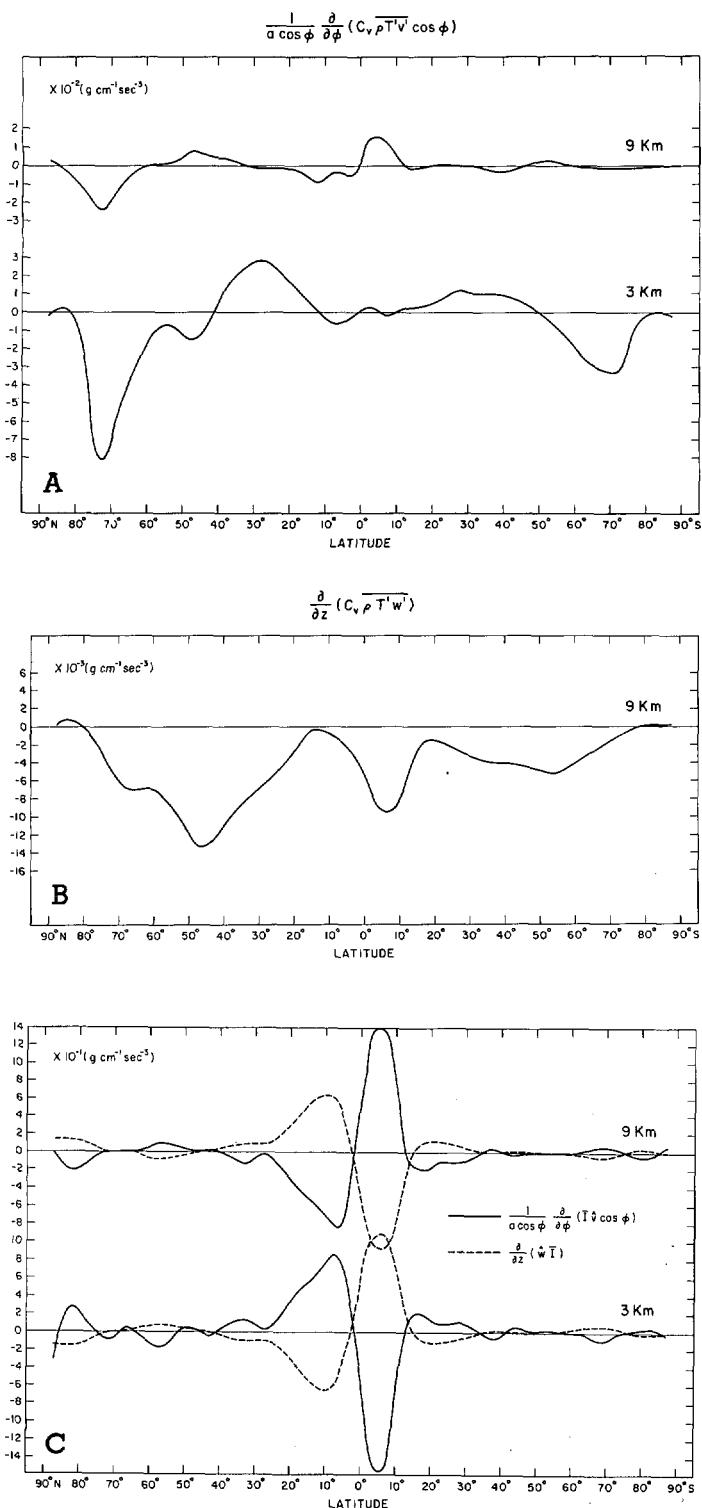 1/(a cos ϕ) ∂/∂ϕ (C_v \overline{ρT'v'} cos ϕ)
X 10⁻² (g cm⁻¹ sec⁻³)
9 Km
2
1
0
-1
-2
-3
3 Km
3
2
1
0
-1
-2
-3
-4
-5
-6
-7
-8
A
90°N 80° 70° 60° 50° 40° 30° 20° 10° 0° 10° 20° 30° 40° 50° 60° 70° 80° 90°S
LATITUDE
∂/∂z (C_v \overline{ρ T'w'})
X 10⁻³ (g cm⁻¹ sec⁻³)
9 Km
6
4
2
0
-2
-4
-6
-8
-10
-12
-14
-16
B
90°N 80° 70° 60° 50° 40° 30° 20° 10° 0° 10° 20° 30° 40° 50° 60° 70° 80° 90°S
LATITUDE
14
12
X 10⁻¹ (g cm⁻¹ sec⁻³)
10
8
6
4
2
9 Km
0
-2
-4
-6
-8
1/(a cos ϕ) ∂/∂ϕ (Ī v̂ cos ϕ)
∂/∂z (ŵ Ī)
10
8
6
4
2
3 Km
0
-2
-4
-6
-8
-10
-12
-14
C
90°N 80° 70° 60° 50° 40° 30° 20° 10° 0° 10° 20° 30° 40° 50° 60° 70° 80° 90°S
LATITUDE